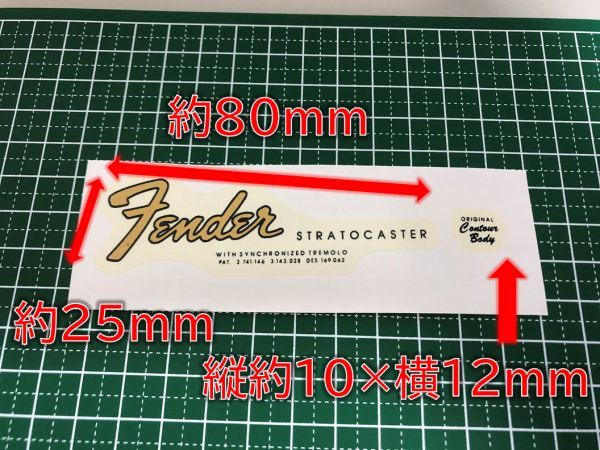 約80mm
Fender STRATOCASTER
WITH SYNCHRONIZED TREMOLO
PAT. 2 741.146 3.143.028 DES 169.062
ORIGINAL
Contour
Body
約25mm
縦約10×横12mm